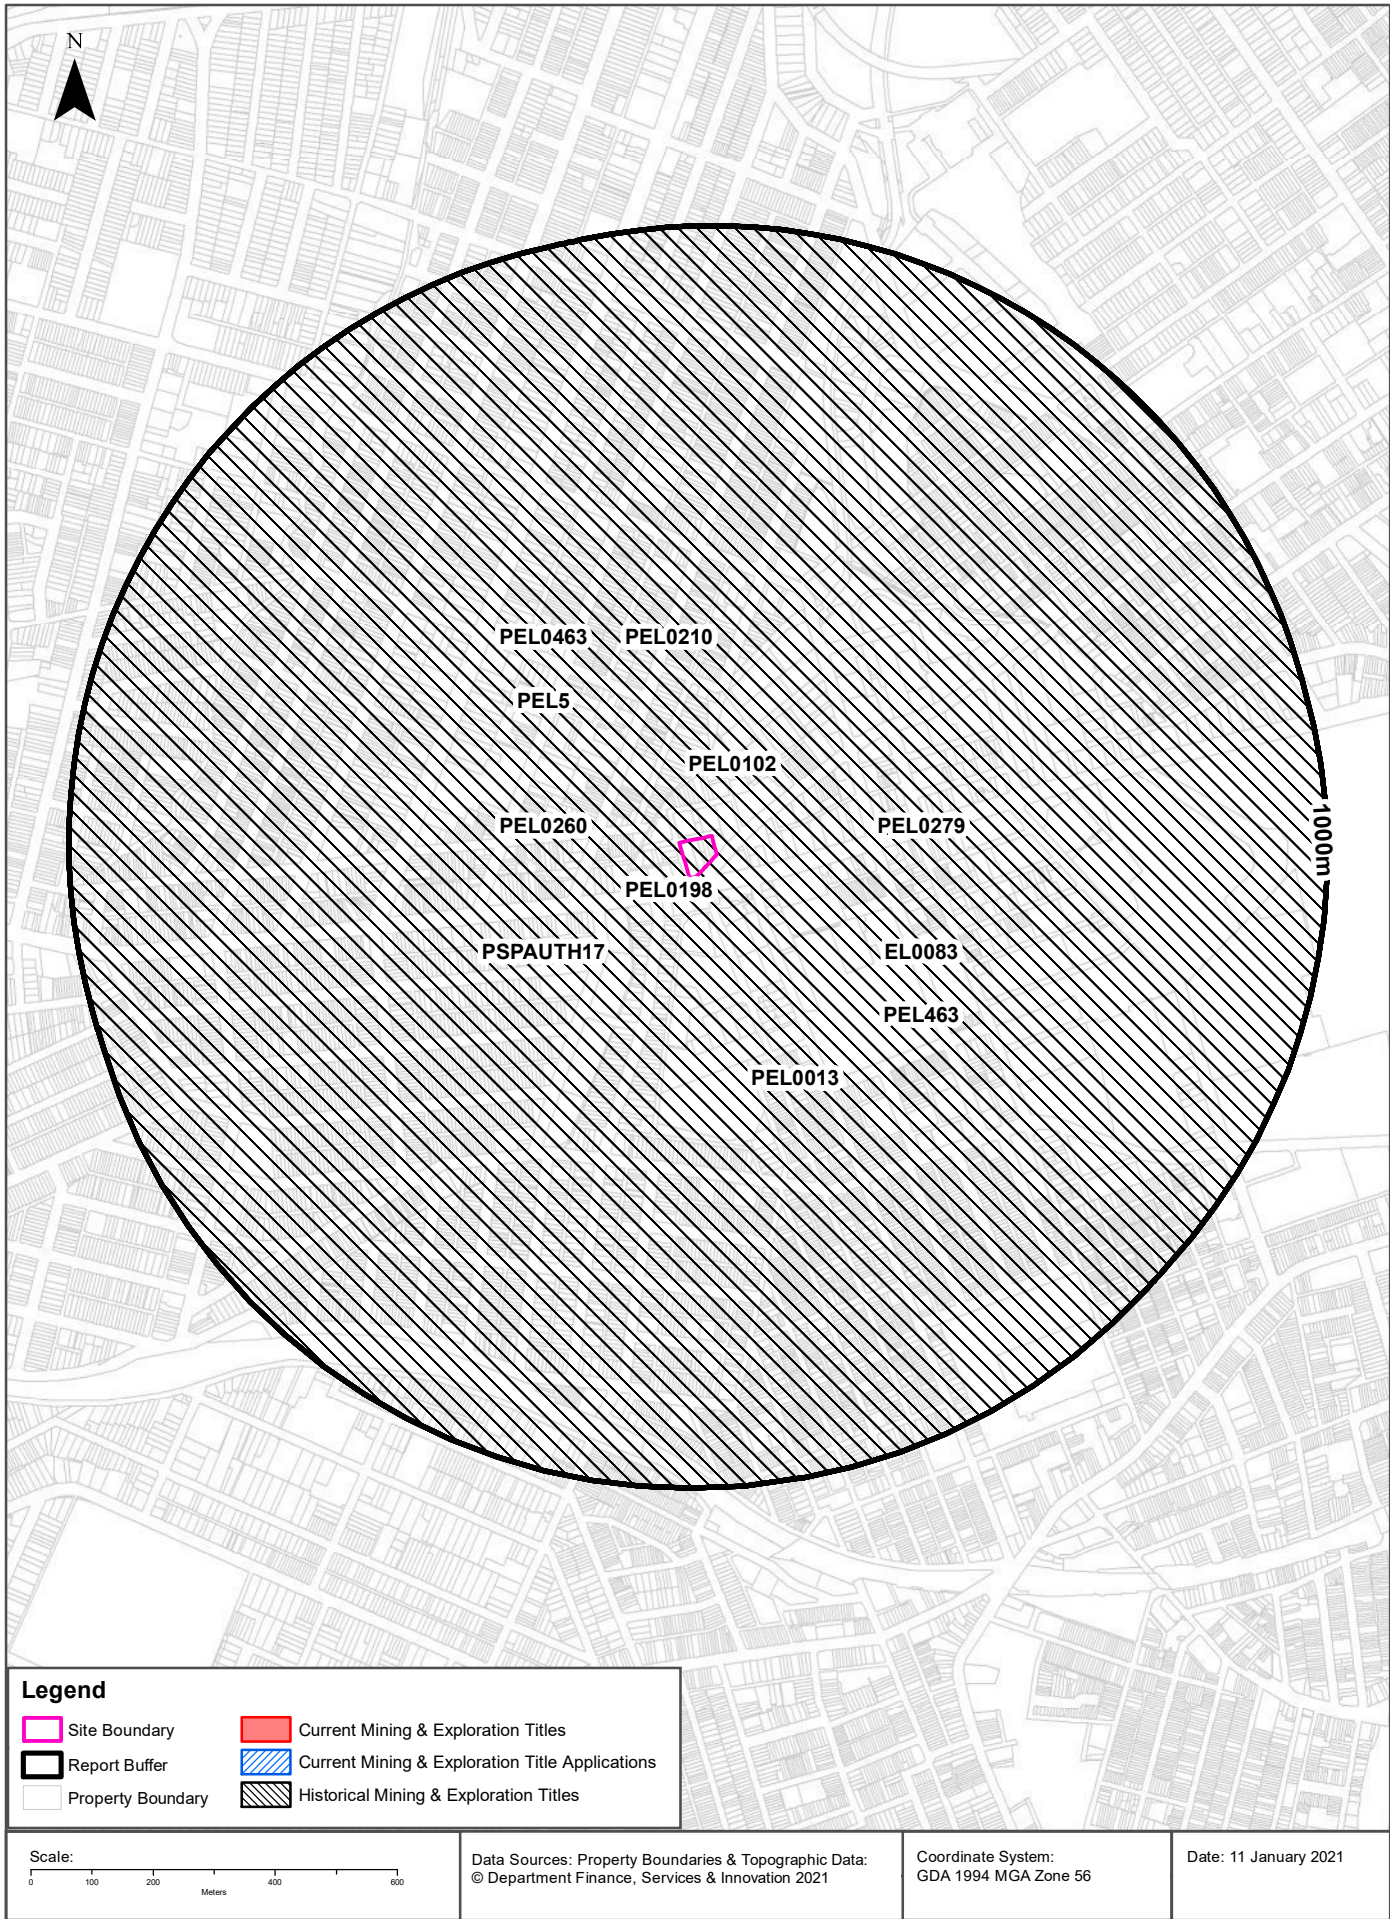 N
PEL0463
PEL0210
PEL5
PEL0102
PEL0260
PEL0279
1000m
PEL0198
PSPAUTH17
EL0083
PEL463
PEL0013
Legend
Site Boundary
Current Mining & Exploration Titles
Report Buffer
Current Mining & Exploration Title Applications
Property Boundary
Historical Mining & Exploration Titles
Scale:
0 100 200 400 600
Meters
Data Sources: Property Boundaries & Topographic Data:
© Department Finance, Services & Innovation 2021
Coordinate System:
GDA 1994 MGA Zone 56
Date: 11 January 2021